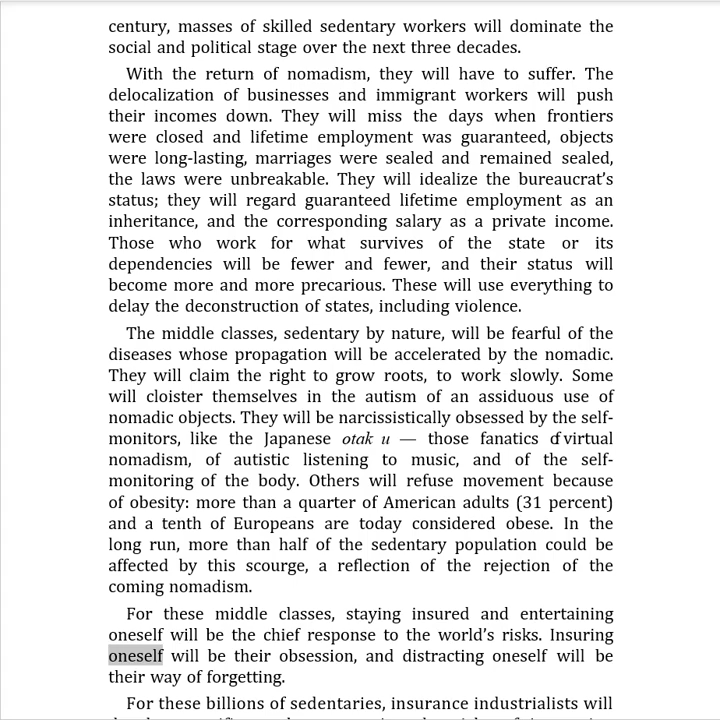 century, masses of skilled sedentary workers will dominate the
social and political stage over the next three decades.
With the return of nomadism, they will have to suffer. The
delocalization of businesses and immigrant workers will push
their incomes down. They will miss the days when frontiers
were closed and lifetime employment was guaranteed, objects
were long-lasting, marriages were sealed and remained sealed,
the laws were unbreakable. They will idealize the bureaucrat's
status; they will regard guaranteed lifetime employment as an
inheritance, and the corresponding salary as a private income.
Those who work for what survives of the state or its
dependencies will be fewer and fewer, and their status will
become more and more precarious. These will use everything to
delay the deconstruction of states, including violence.
The middle classes, sedentary by nature, will be fearful of the
diseases whose propagation will be accelerated by the nomadic.
They will claim the right to grow roots, to work slowly. Some
will cloister themselves in the autism of an assiduous use of
nomadic objects. They will be narcissistically obsessed by the self-
monitors, like the Japanese otak u — those fanatics of virtual
nomadism, of autistic listening to music, and of the self-
monitoring of the body. Others will refuse movement because
of obesity: more than a quarter of American adults (31 percent)
and a tenth of Europeans are today considered obese. In the
long run, more than half of the sedentary population could be
affected by this scourge, a reflection of the rejection of the
coming nomadism.
For these middle classes, staying insured and entertaining
oneself will be the chief response to the world's risks. Insuring
oneself will be their obsession, and distracting oneself will be
their way of forgetting.
For these billions of sedentaries, insurance industrialists will